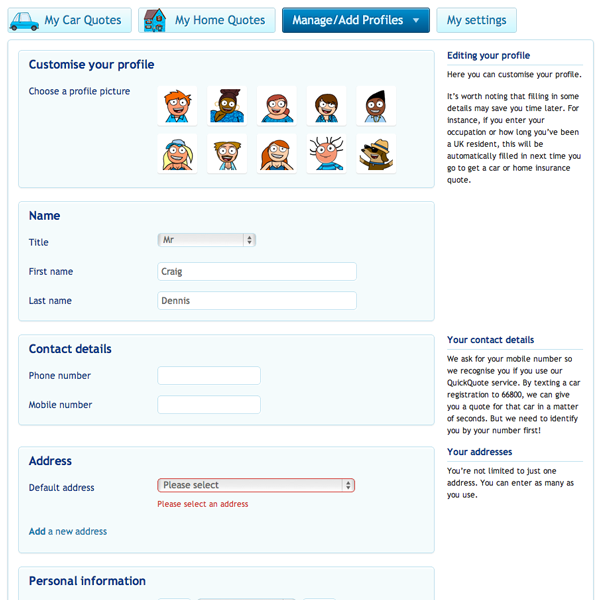 My Car Quotes
My Home Quotes
Manage/Add Profiles
My settings
Customise your profile
Choose a profile picture
Editing your profile
Here you can customise your profile.
It's worth noting that filling in some
details may save you time later. For
instance, if you enter your
occupation or how long you've been
a UK resident, this will be
automatically filled in next time you
go to get a car or home insurance
quote.
Name
Title
Mr
First name
Craig
Last name
Dennis
Contact details
Phone number
Mobile number
Your contact details
We ask for your mobile number so
we recognise you if you use our
QuickQuote service. By texting a car
registration to 66800, we can give
you a quote for that car in a matter
of seconds. But we need to identify
you by your number first!
Address
Default address
Please select
Please select an address
Add a new address
Your addresses
You're not limited to just one
address. You can enter as many as
you use.
Personal information